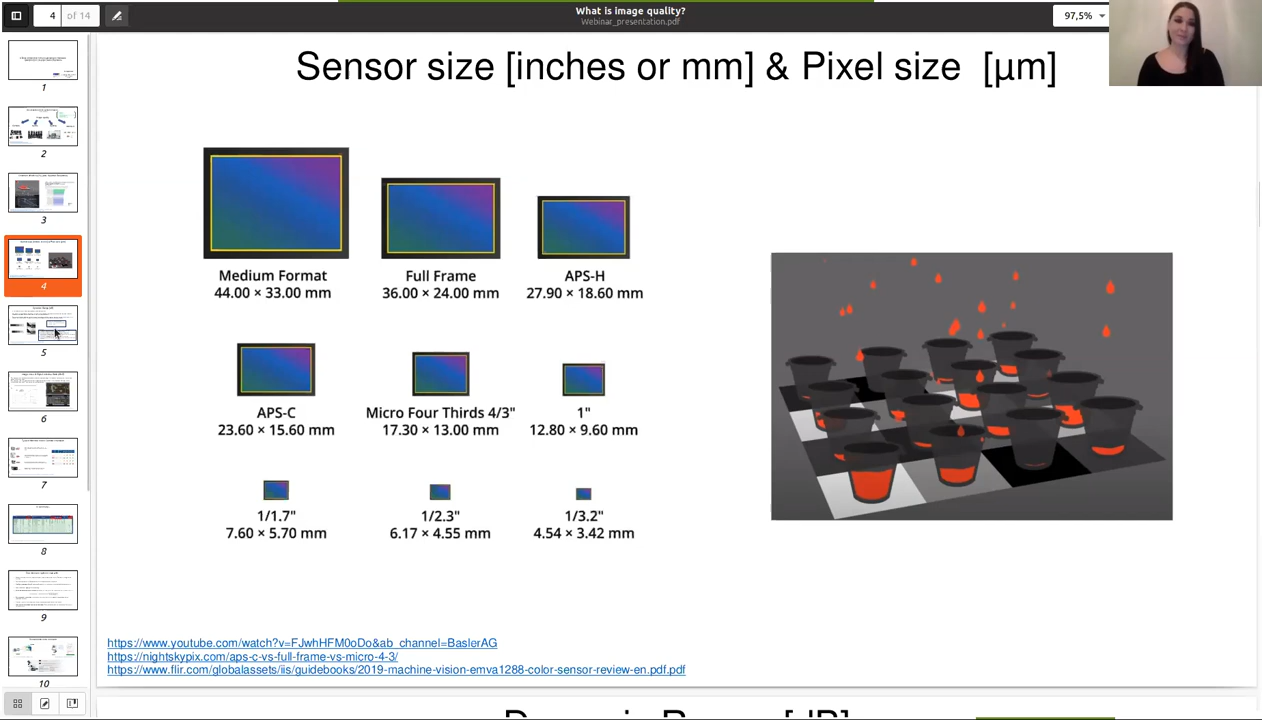 4 of 14
What is image quality?
Webinar_presentation.pdf
97,5%
1
2
3
4
5
6
7
8
9
10
Sensor size [inches or mm] & Pixel size [µm]
Medium Format
44.00 × 33.00 mm
Full Frame
36.00 × 24.00 mm
APS-H
27.90 × 18.60 mm
APS-C
23.60 × 15.60 mm
Micro Four Thirds 4/3"
17.30 × 13.00 mm
1"
12.80 × 9.60 mm
1/1.7"
7.60 × 5.70 mm
1/2.3"
6.17 × 4.55 mm
1/3.2"
4.54 × 3.42 mm
https://www.youtube.com/watch?v=FJwhHFM0oDo&ab_channel=BaslerAG
https://nightskypix.com/aps-c-vs-full-frame-vs-micro-4-3/
https://www.flir.com/globalassets/iis/guidebooks/2019-machine-vision-emva1288-color-sensor-review-en.pdf.pdf